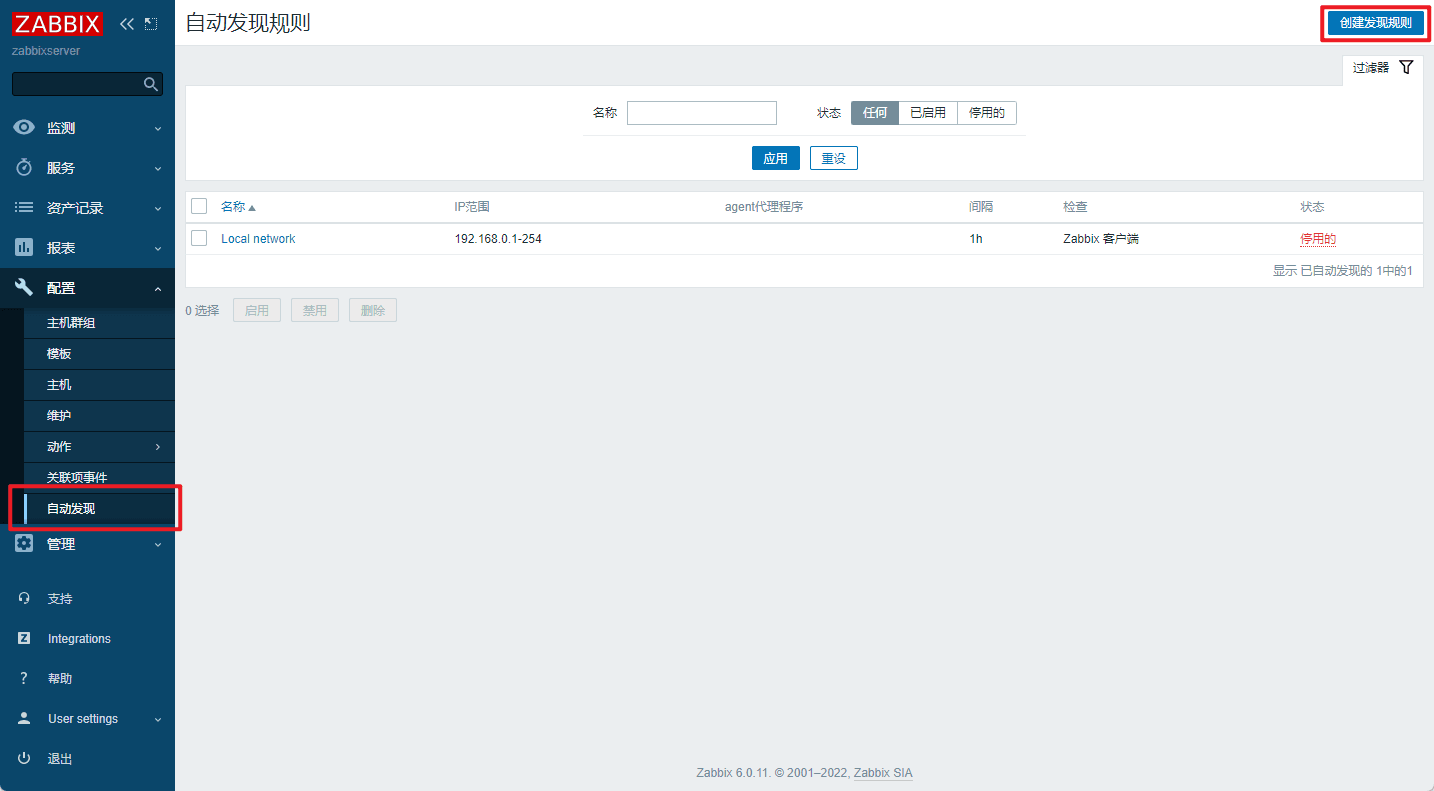 ZABBIX
zabbixserver
监测
服务
资产记录
报表
配置
主机群组
模板
主机
维护
动作
关联项事件
自动发现
管理
支持
Integrations
帮助
User settings
退出
自动发现规则
创建发现规则
过滤器
名称 状态 任何 已启用 停用的
应用 重设
名称 IP范围 agent代理程序 间隔 检查 状态
Local network 192.168.0.1-254 1h Zabbix 客户端 停用的
显示 已自动发现的 1中的1
0 选择 启用 禁用 删除
Zabbix 6.0.11. © 2001–2022, Zabbix SIA